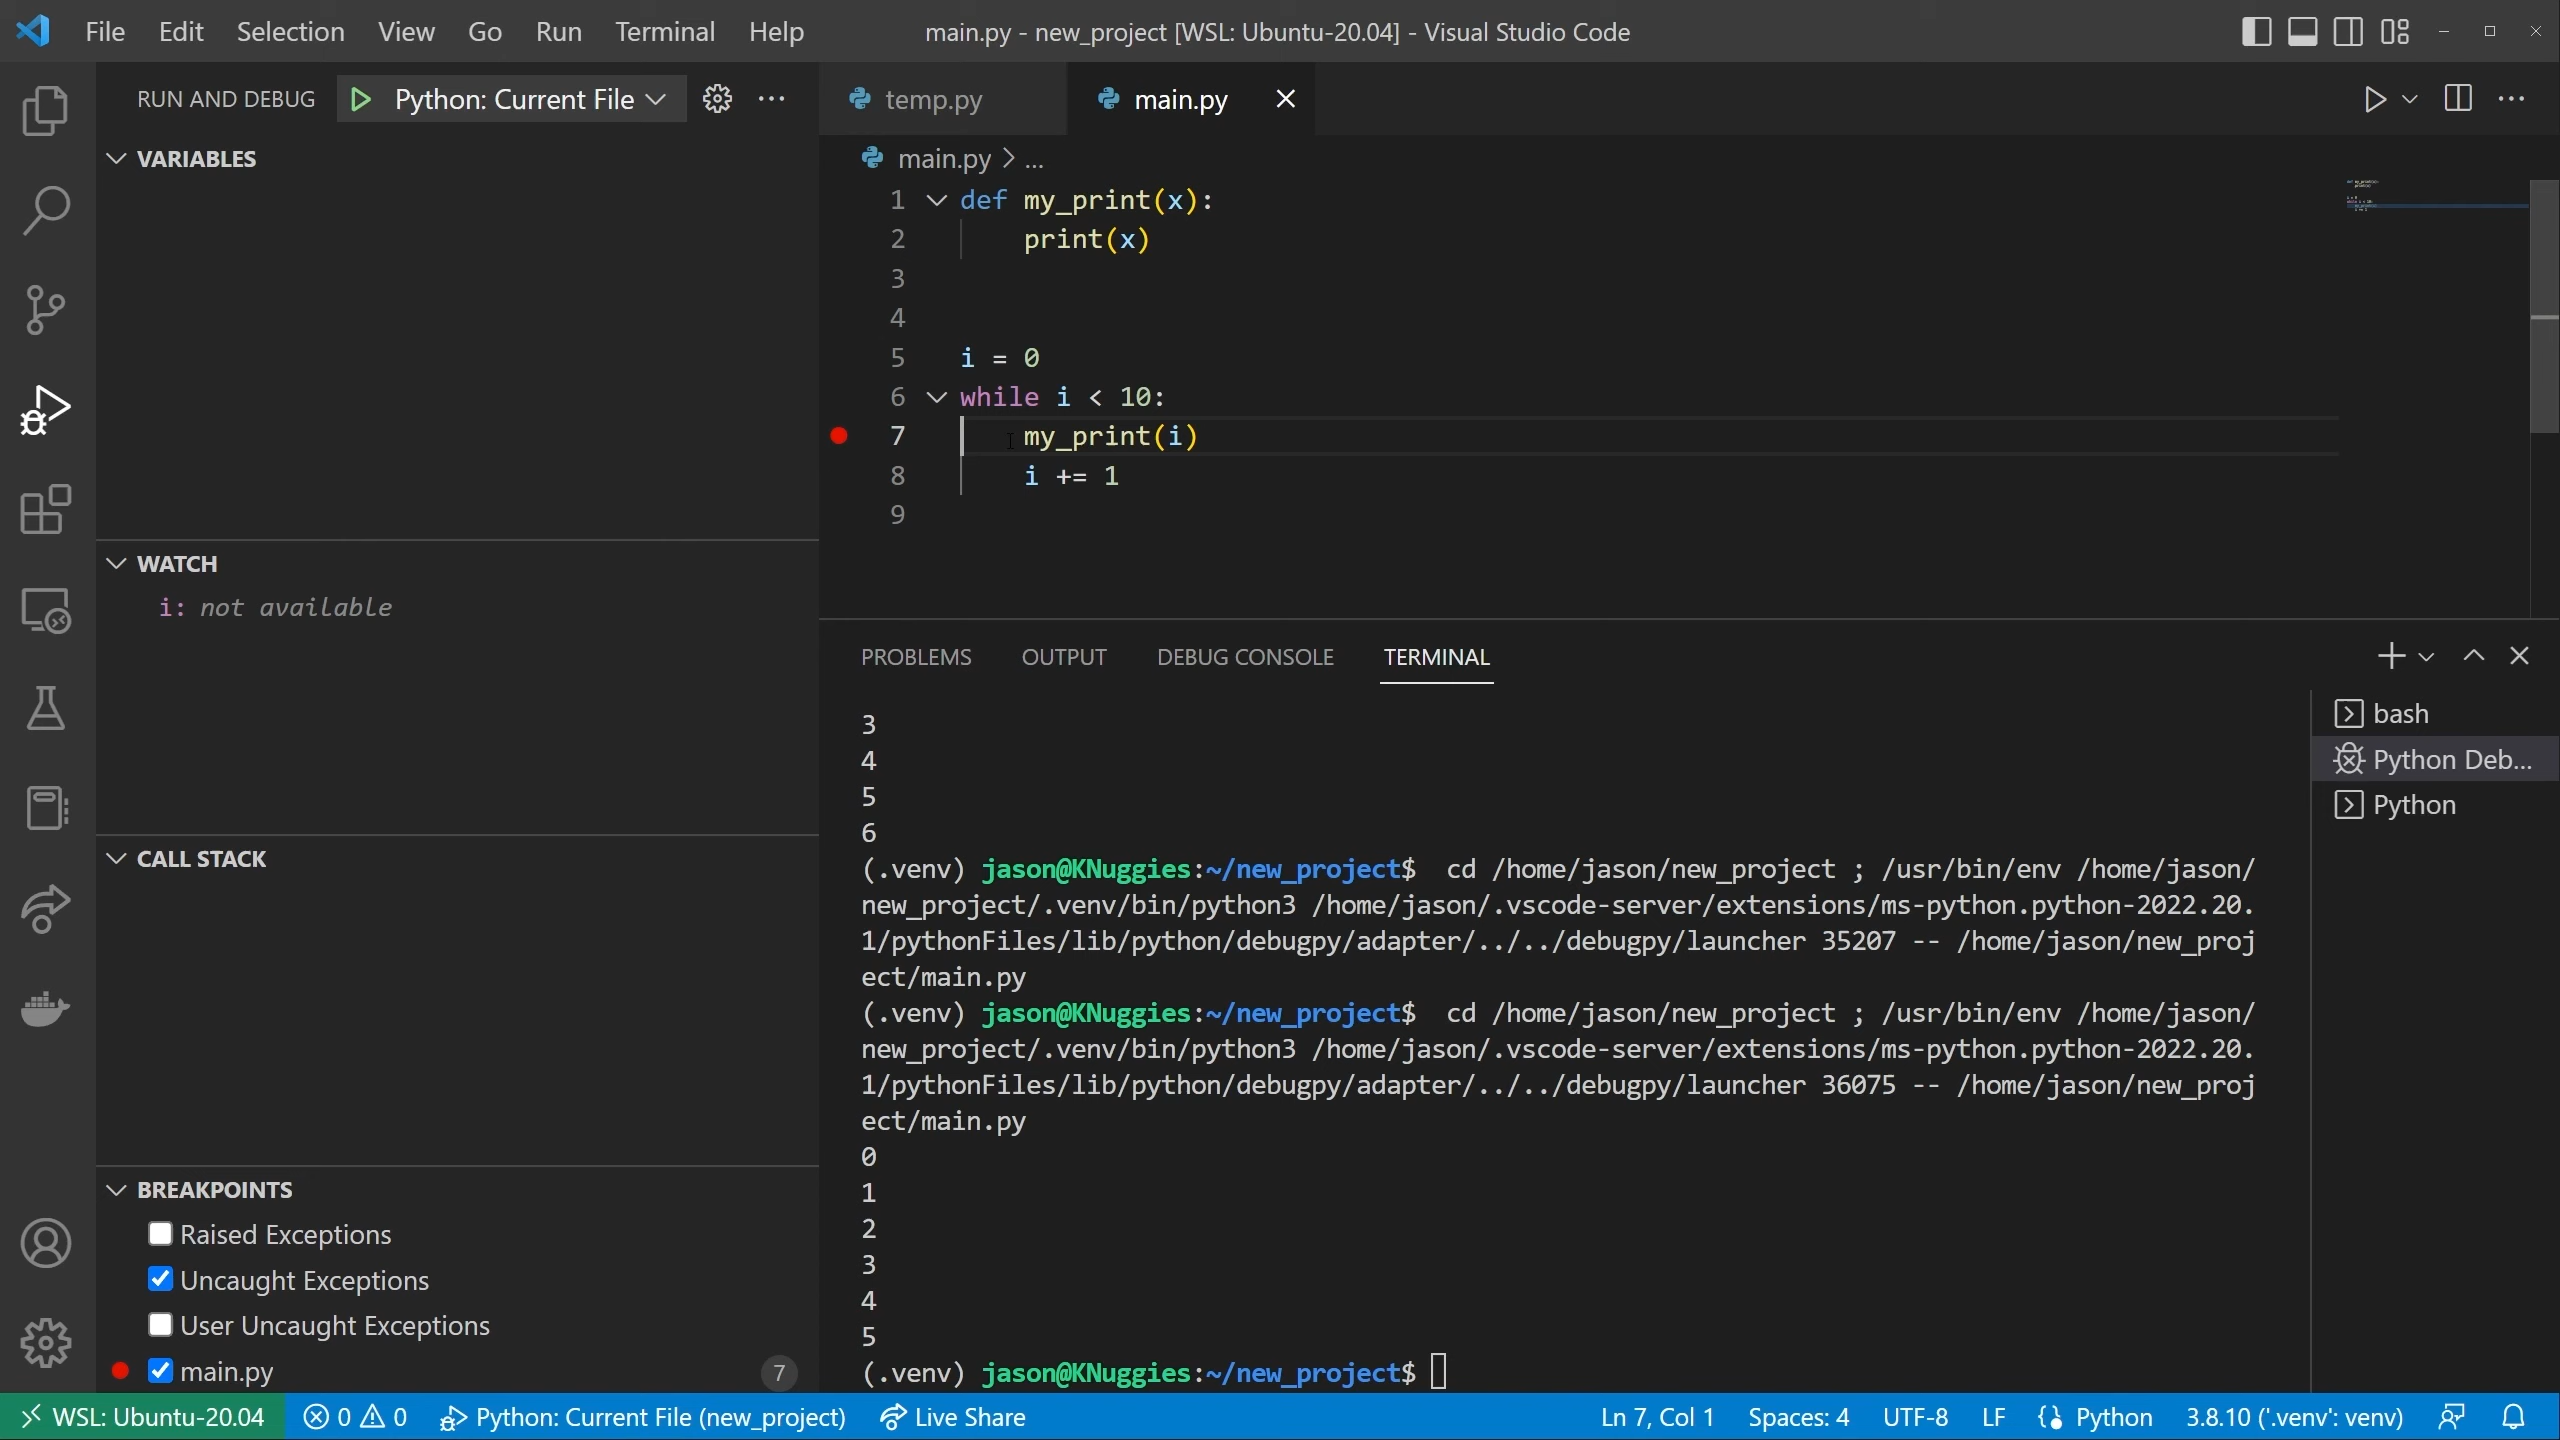 File Edit Selection View Go Run Terminal Help
main.py - new_project [WSL: Ubuntu-20.04] - Visual Studio Code
RUN AND DEBUG
Python: Current File
VARIABLES
WATCH
i: not available
CALL STACK
BREAKPOINTS
Raised Exceptions
Uncaught Exceptions
User Uncaught Exceptions
main.py 7
temp.py main.py
main.py > ...
1 def my_print(x):
2 print(x)
3
4
5 i = 0
6 while i < 10:
7 my_print(i)
8 i += 1
9
PROBLEMS OUTPUT DEBUG CONSOLE TERMINAL
3
4
5
6
(.venv) jason@KNuggies:~/new_project$ cd /home/jason/new_project ; /usr/bin/env /home/jason/
new_project/.venv/bin/python3 /home/jason/.vscode-server/extensions/ms-python.python-2022.20.
1/pythonFiles/lib/python/debugpy/adapter/../../debugpy/launcher 35207 -- /home/jason/new_proj
ect/main.py
(.venv) jason@KNuggies:~/new_project$ cd /home/jason/new_project ; /usr/bin/env /home/jason/
new_project/.venv/bin/python3 /home/jason/.vscode-server/extensions/ms-python.python-2022.20.
1/pythonFiles/lib/python/debugpy/adapter/../../debugpy/launcher 36075 -- /home/jason/new_proj
ect/main.py
0
1
2
3
4
5
(.venv) jason@KNuggies:~/new_project$
bash
Python Deb...
Python
WSL: Ubuntu-20.04 0 0 Python: Current File (new_project) Live Share
Ln 7, Col 1 Spaces: 4 UTF-8 LF Python 3.8.10 ('.venv': venv)